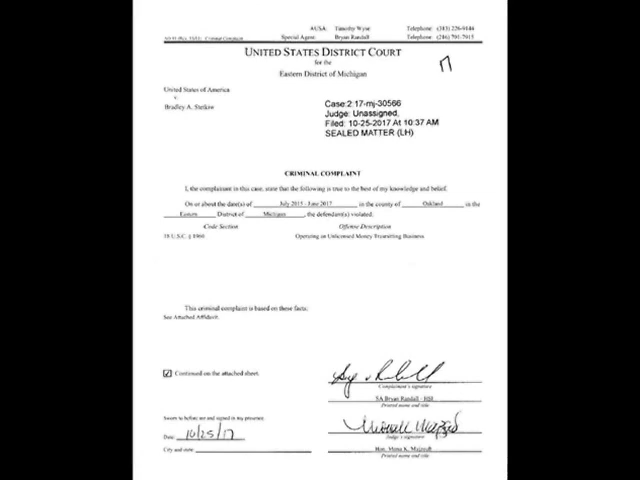 AUSA: Timothy Wyse Telephone: (313) 226-9144
AO 91 (Rev. 11/11) Criminal Complaint Special Agent: Bryan Randall Telephone: (216) 701-7915
UNITED STATES DISTRICT COURT
for the
Eastern District of Michigan
United States of America
v.
Bradley A. Stetkiw
Case:2:17-mj-30566
Judge: Unassigned,
Filed: 10-25-2017 At 10:37 AM
SEALED MATTER (LH)
CRIMINAL COMPLAINT
I, the complainant in this case, state that the following is true to the best of my knowledge and belief.
On or about the date(s) of July 2015 - June 2017 in the county of Oakland in the
Eastern District of Michigan , the defendant(s) violated:
Code Section Offense Description
18 U.S.C. § 1960 Operating an Unlicensed Money Transmitting Business
This criminal complaint is based on these facts:
See Attached Affidavit.
✓ Continued on the attached sheet.
Complainant's signature
SA Bryan Randall - HSI
Printed name and title
Sworn to before me and signed in my presence.
Date: 10/25/17
Judge's signature
City and state:
Hon. Mona K. Majzoub
Printed name and title